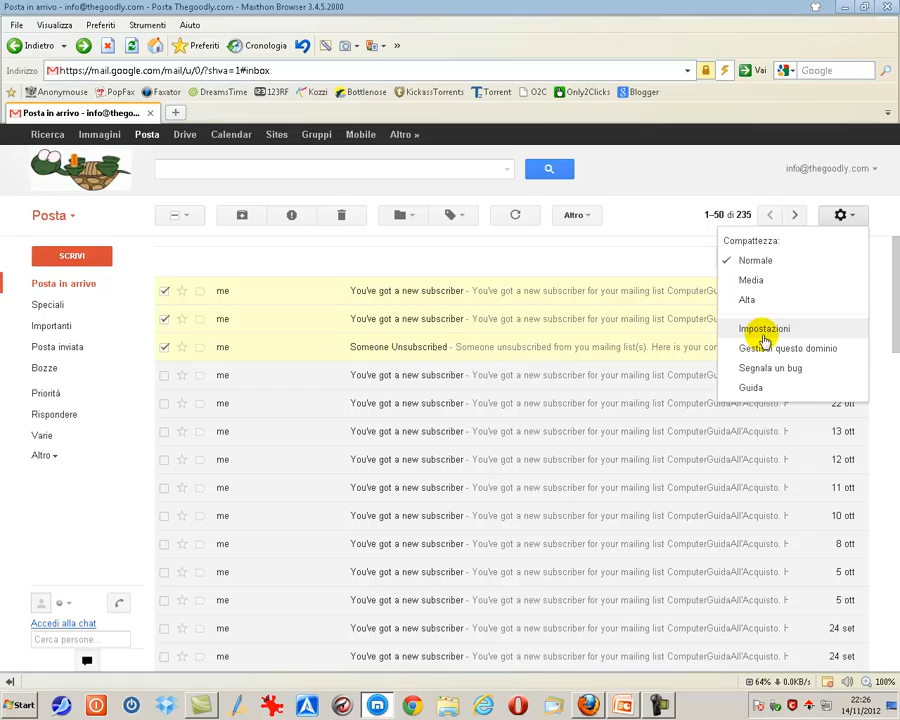 Posta in arrivo - info@thegoodly.com - Posta Thegoodly.com - Maxthon Browser 3.4.5.2000
File Visualizza Preferiti Strumenti Aiuto
Indietro Preferiti Cronologia »
Indirizzo https://mail.google.com/mail/u/0/?shva=1#inbox Vai Google
Anonymouse PopFax Faxator DreamsTime 123RF Kozzi Bottlenose KickassTorrents Torrent O2C Only2Clicks Blogger
Posta in arrivo - info@thego...
Ricerca Immagini Posta Drive Calendar Sites Gruppi Mobile Altro »
info@thegoodly.com
Posta Altro 1–50 di 235
Compattezza:
Normale
Media
Alta
Impostazioni
Gestisci questo dominio
Segnala un bug
Guida
SCRIVI
Posta in arrivo
Speciali
Importanti
Posta inviata
Bozze
Priorità
Rispondere
Varie
Altro
me You've got a new subscriber - You've got a new subscriber for your mailing list ComputerG
me You've got a new subscriber - You've got a new subscriber for your mailing list ComputerG
me Someone Unsubscribed - Someone unsubscribed from you mailing list(s). Here is your con
me You've got a new subscriber - You've got a new subscriber for your mailing list ComputerG
me You've got a new subscriber - You've got a new subscriber for your mailing list ComputerGuidaAll'Acquisto. H 22 ott
me You've got a new subscriber - You've got a new subscriber for your mailing list ComputerGuidaAll'Acquisto. H 13 ott
me You've got a new subscriber - You've got a new subscriber for your mailing list ComputerGuidaAll'Acquisto. H 12 ott
me You've got a new subscriber - You've got a new subscriber for your mailing list ComputerGuidaAll'Acquisto. H 11 ott
me You've got a new subscriber - You've got a new subscriber for your mailing list ComputerGuidaAll'Acquisto. H 10 ott
me You've got a new subscriber - You've got a new subscriber for your mailing list ComputerGuidaAll'Acquisto. H 8 ott
me You've got a new subscriber - You've got a new subscriber for your mailing list ComputerGuidaAll'Acquisto. H 5 ott
me You've got a new subscriber - You've got a new subscriber for your mailing list ComputerGuidaAll'Acquisto. H 5 ott
me You've got a new subscriber - You've got a new subscriber for your mailing list ComputerGuidaAll'Acquisto. H 24 set
me You've got a new subscriber - You've got a new subscriber for your mailing list ComputerGuidaAll'Acquisto. H 24 set
Accedi alla chat
Cerca persone...
64% 0.0KB/s 100%
Start 22:26
14/11/2012